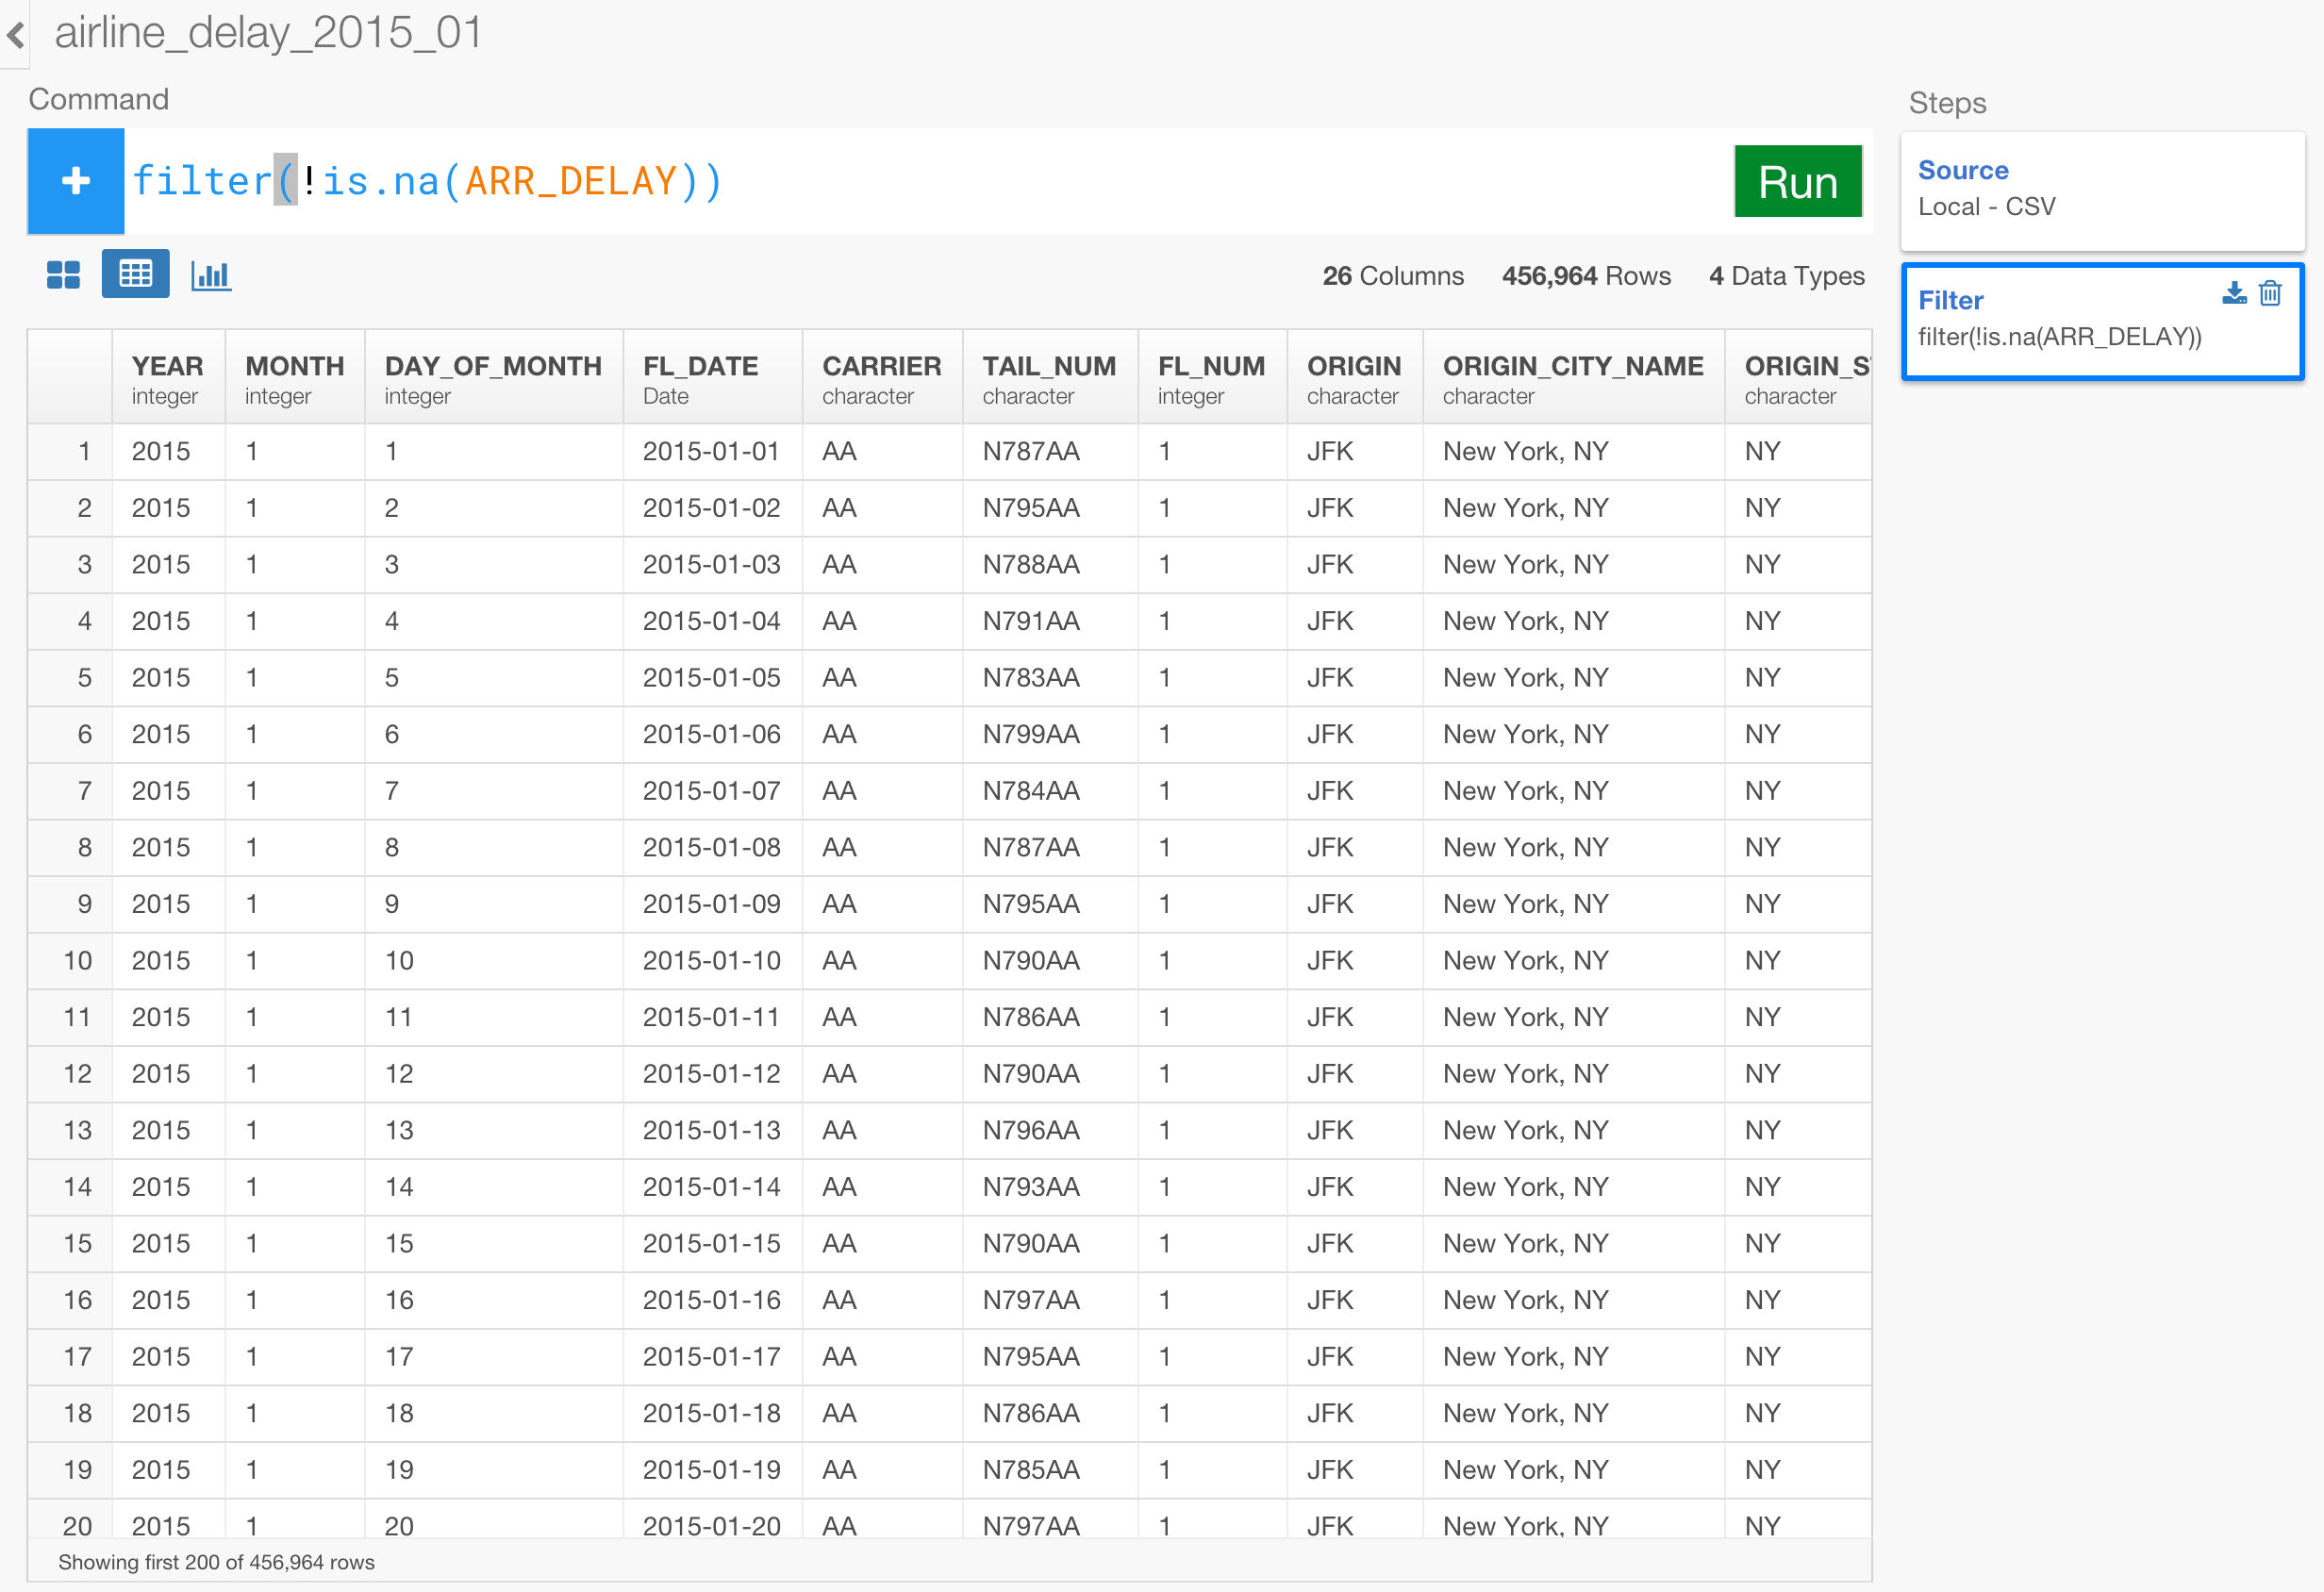 airline_delay_2015_01
Command
+ filter(!is.na(ARR_DELAY)) Run
26 Columns 456,964 Rows 4 Data Types
YEAR MONTH DAY_OF_MONTH FL_DATE CARRIER TAIL_NUM FL_NUM ORIGIN ORIGIN_CITY_NAME ORIGIN_S
integer integer integer Date character character integer character character character
1 2015 1 1 2015-01-01 AA N787AA 1 JFK New York, NY NY
2 2015 1 2 2015-01-02 AA N795AA 1 JFK New York, NY NY
3 2015 1 3 2015-01-03 AA N788AA 1 JFK New York, NY NY
4 2015 1 4 2015-01-04 AA N791AA 1 JFK New York, NY NY
5 2015 1 5 2015-01-05 AA N783AA 1 JFK New York, NY NY
6 2015 1 6 2015-01-06 AA N799AA 1 JFK New York, NY NY
7 2015 1 7 2015-01-07 AA N784AA 1 JFK New York, NY NY
8 2015 1 8 2015-01-08 AA N787AA 1 JFK New York, NY NY
9 2015 1 9 2015-01-09 AA N795AA 1 JFK New York, NY NY
10 2015 1 10 2015-01-10 AA N790AA 1 JFK New York, NY NY
11 2015 1 11 2015-01-11 AA N786AA 1 JFK New York, NY NY
12 2015 1 12 2015-01-12 AA N790AA 1 JFK New York, NY NY
13 2015 1 13 2015-01-13 AA N796AA 1 JFK New York, NY NY
14 2015 1 14 2015-01-14 AA N793AA 1 JFK New York, NY NY
15 2015 1 15 2015-01-15 AA N790AA 1 JFK New York, NY NY
16 2015 1 16 2015-01-16 AA N797AA 1 JFK New York, NY NY
17 2015 1 17 2015-01-17 AA N795AA 1 JFK New York, NY NY
18 2015 1 18 2015-01-18 AA N786AA 1 JFK New York, NY NY
19 2015 1 19 2015-01-19 AA N785AA 1 JFK New York, NY NY
20 2015 1 20 2015-01-20 AA N797AA 1 JFK New York, NY NY
Showing first 200 of 456,964 rows
Steps
Source
Local - CSV
Filter
filter(!is.na(ARR_DELAY))